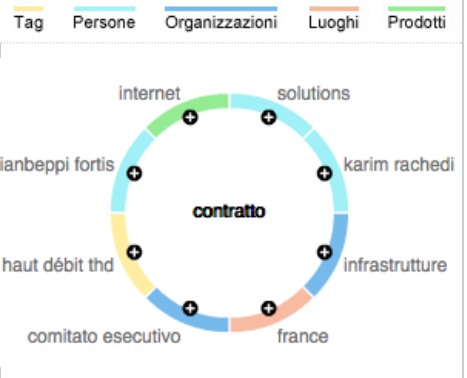 Tag Persone Organizzazioni Luoghi Prodotti
internet solutions
ianbeppi fortis karim rachedi
contratto
haut débit thd infrastrutture
comitato esecutivo france